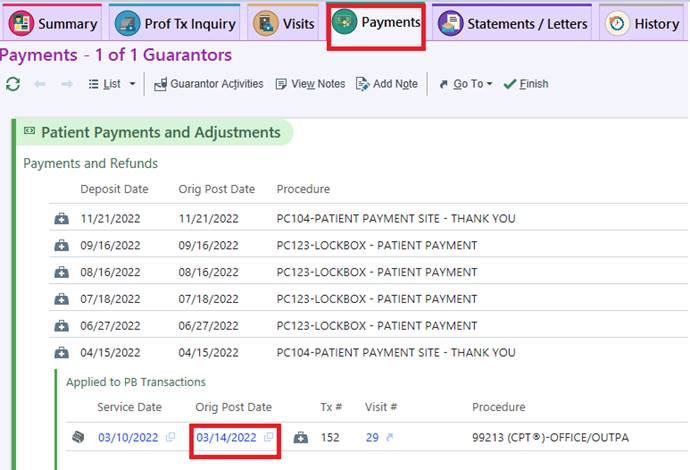 Summary Prof Tx Inquiry Visits Payments Statements / Letters History
Payments - 1 of 1 Guarantors
List Guarantor Activities View Notes Add Note Go To Finish
Patient Payments and Adjustments
Payments and Refunds
Deposit Date Orig Post Date Procedure
11/21/2022 11/21/2022 PC104-PATIENT PAYMENT SITE - THANK YOU
09/16/2022 09/16/2022 PC123-LOCKBOX - PATIENT PAYMENT
08/16/2022 08/16/2022 PC123-LOCKBOX - PATIENT PAYMENT
07/18/2022 07/18/2022 PC123-LOCKBOX - PATIENT PAYMENT
06/27/2022 06/27/2022 PC123-LOCKBOX - PATIENT PAYMENT
04/15/2022 04/15/2022 PC104-PATIENT PAYMENT SITE - THANK YOU
Applied to PB Transactions
Service Date Orig Post Date Tx # Visit # Procedure
03/10/2022 03/14/2022 152 29 99213 (CPT®)-OFFICE/OUTPA